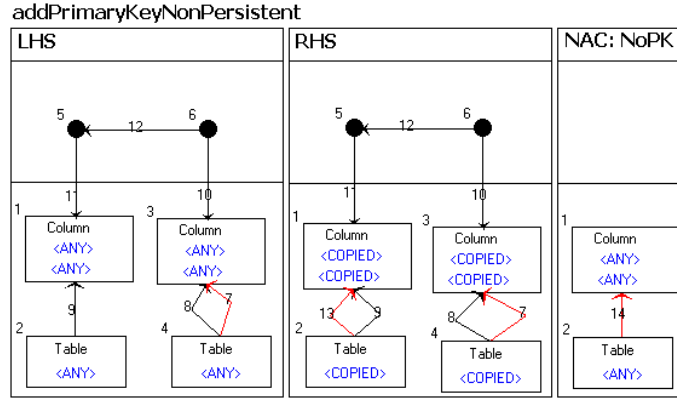 addPrimaryKeyNonPersistent
LHS
RHS
NAC: NoPK
5
12
6
5
12
6
11
10
11
10
1
Column
<ANY>
<ANY>
3
Column
<ANY>
<ANY>
1
Column
<COPIED>
<COPIED>
3
Column
<COPIED>
<COPIED>
1
Column
<ANY>
<ANY>
9
8
7
13
9
8
7
14
2
Table
<ANY>
4
Table
<ANY>
2
Table
<COPIED>
4
Table
<COPIED>
2
Table
<ANY>